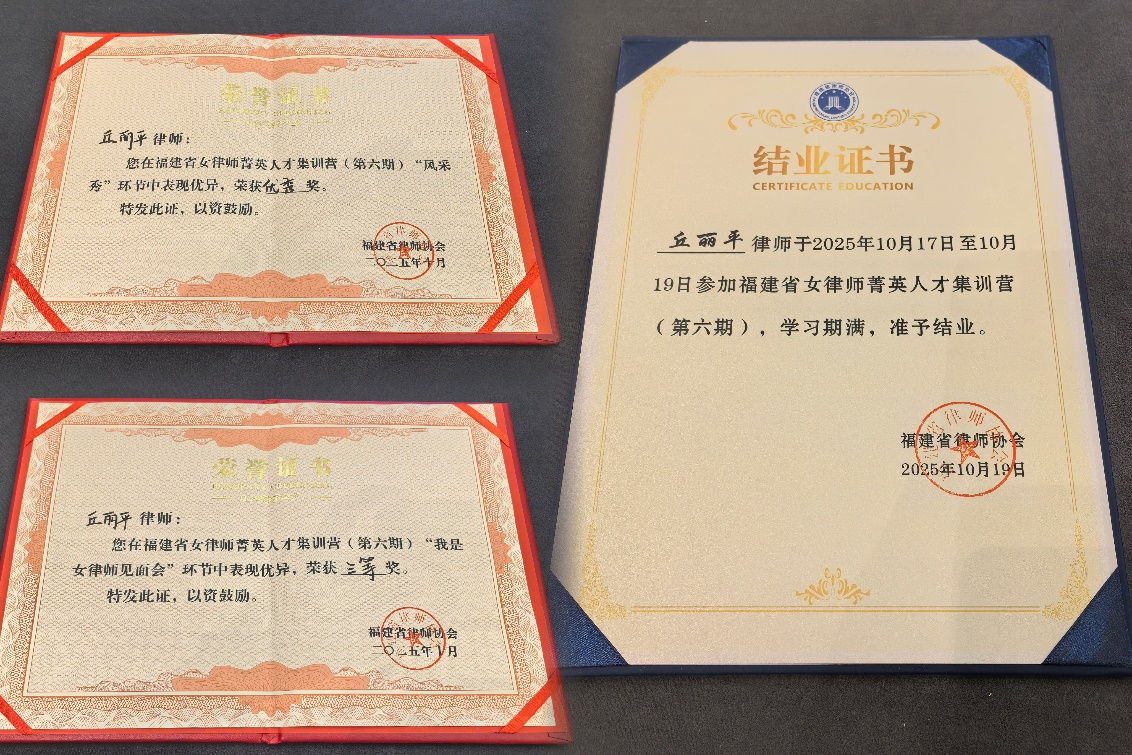 荣誉证书
丘丽平律师：
您在福建省女律师菁英人才集训营（第六期）“风采
秀”环节中表现优异，荣获优秀奖。
特发此证，以资鼓励。
福建省律师协会
二〇二五年十月
荣誉证书
丘丽平律师：
您在福建省女律师菁英人才集训营（第六期）“我是
女律师见面会”环节中表现优异，荣获三等奖。
特发此证，以资鼓励。
福建省律师协会
二〇二五年十月
结业证书
CERTIFICATE EDUCATION
丘丽平律师于2025年10月17日至10月
19日参加福建省女律师菁英人才集训营
（第六期），学习期满，准予结业。
福建省律师协会
2025年10月19日